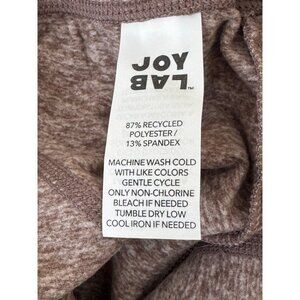 JOY
LAB
™
87% RECYCLED
POLYESTER /
13% SPANDEX
MACHINE WASH COLD
WITH LIKE COLORS
GENTLE CYCLE
ONLY NON-CHLORINE
BLEACH IF NEEDED
TUMBLE DRY LOW
COOL IRON IF NEEDED